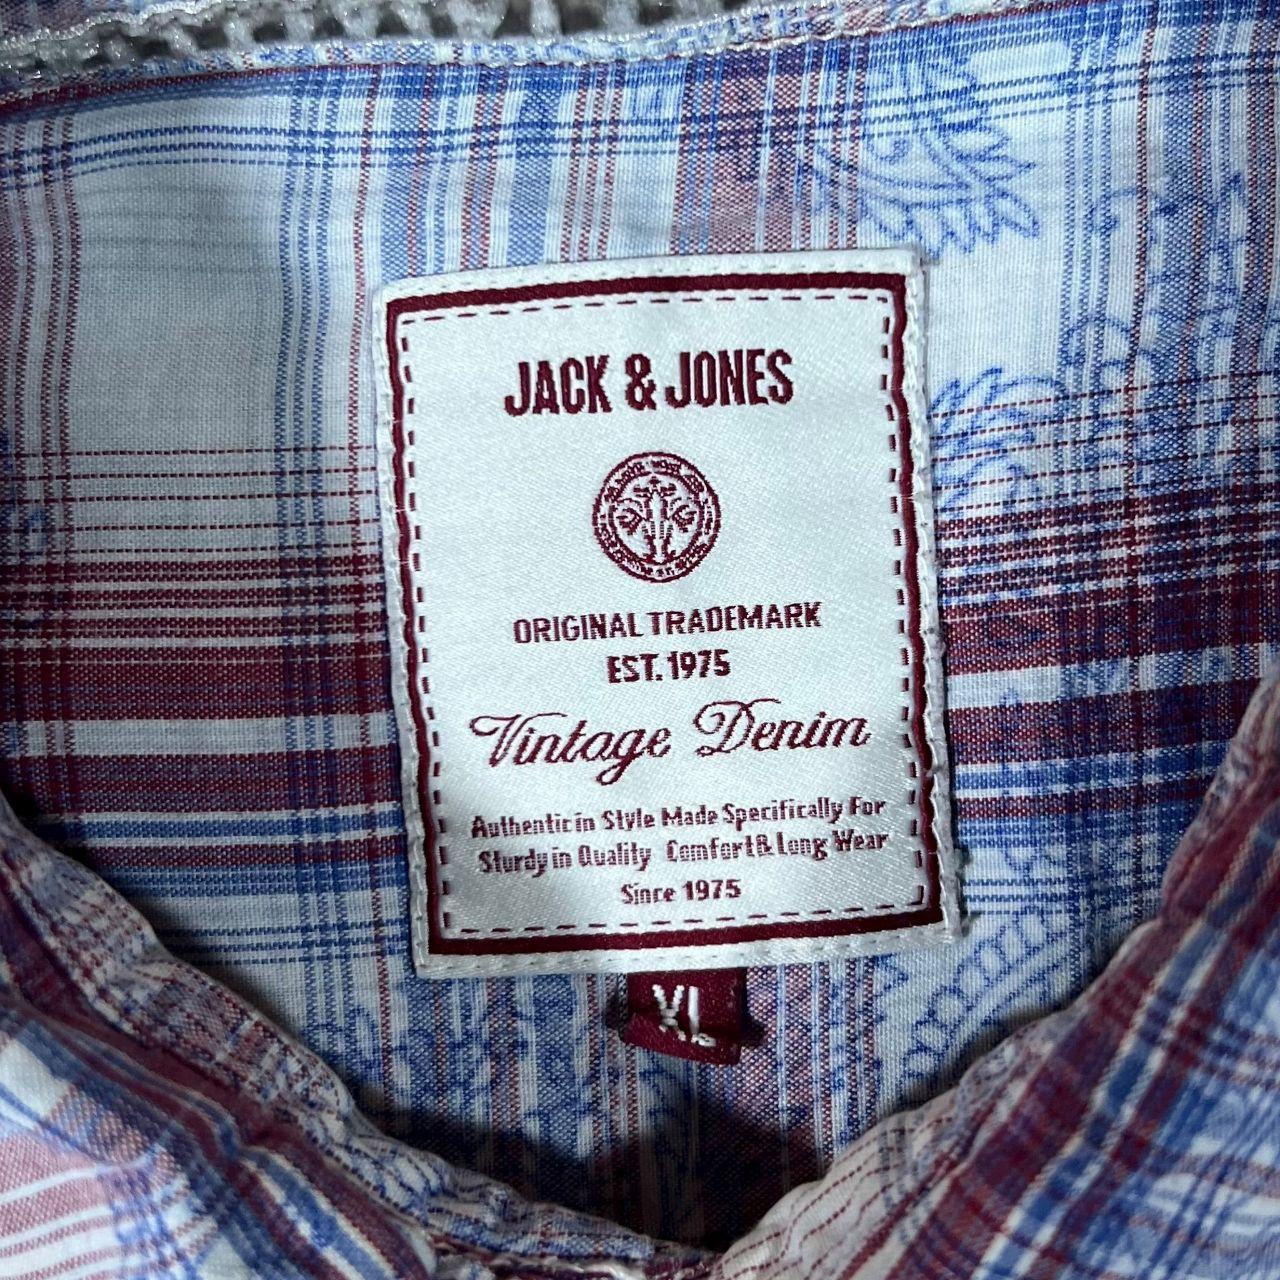 JACK & JONES
ORIGINAL TRADEMARK
EST. 1975
Vintage Denim
Authentic in Style Made Specifically For
Sturdy in Quality Comfort & Long Wear
Since 1975
XL